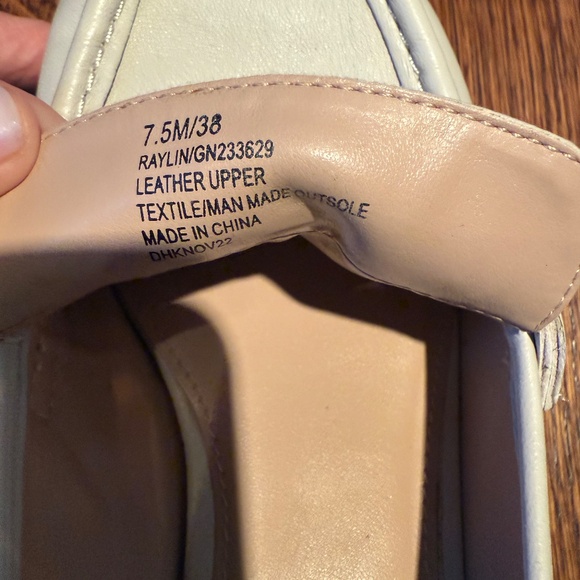 7.5M/38
RAYLIN/GN233629
LEATHER UPPER
TEXTILE/MAN MADE OUTSOLE
MADE IN CHINA
DHKNOV22